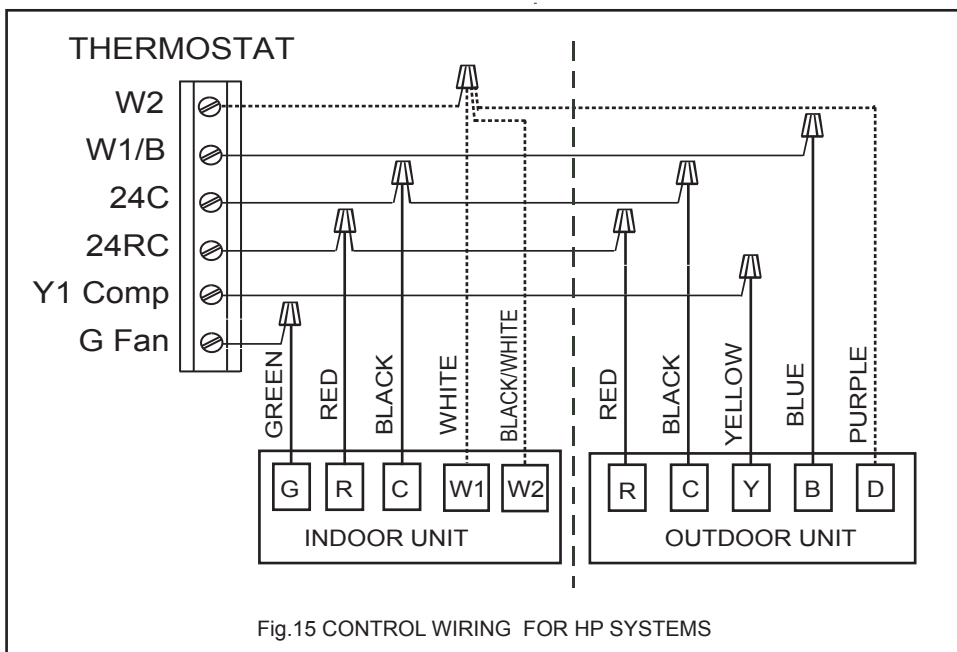 THERMOSTAT
W2
W1/B
24C
24RC
Y1 Comp
G Fan
GREEN
RED
BLACK
WHITE
BLACK/WHITE
RED
BLACK
YELLOW
BLUE
PURPLE
G R C W1 W2
INDOOR UNIT
R C Y B D
OUTDOOR UNIT
Fig.15 CONTROL WIRING FOR HP SYSTEMS